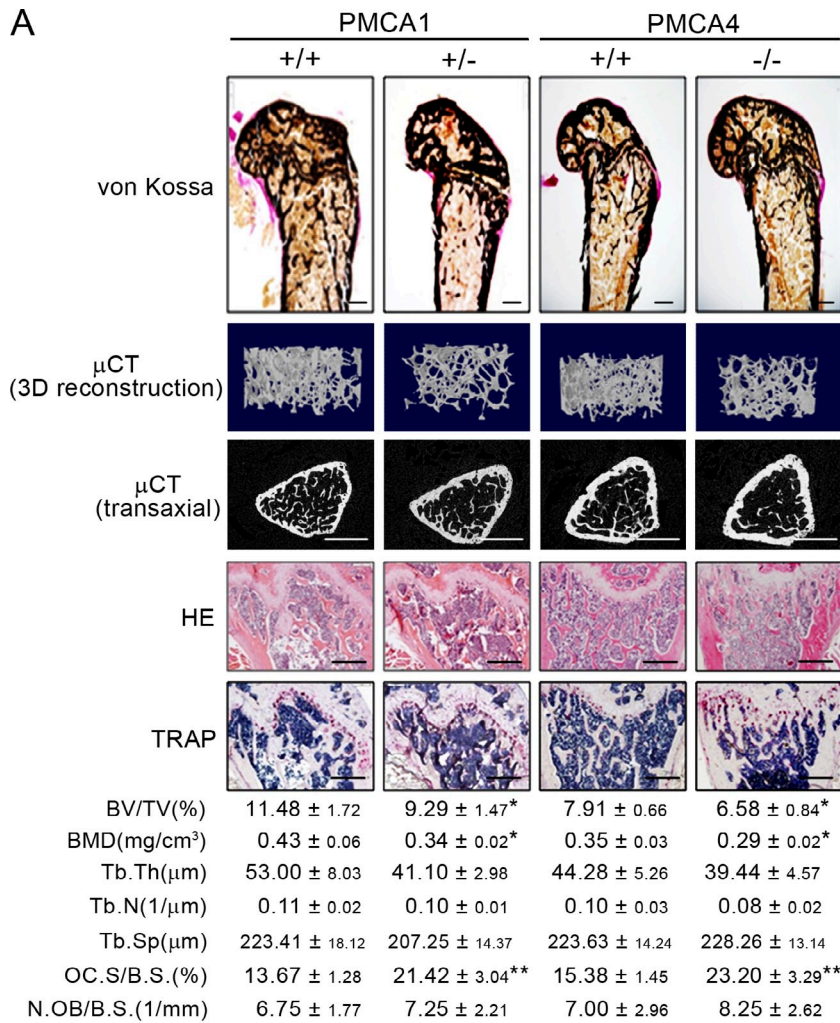 A
PMCA1 PMCA4
+/+ +/- +/+ -/-
von Kossa
μCT
(3D reconstruction)
μCT
(transaxial)
HE
TRAP
BV/TV(%) 11.48 ± 1.72 9.29 ± 1.47* 7.91 ± 0.66 6.58 ± 0.84*
BMD(mg/cm³) 0.43 ± 0.06 0.34 ± 0.02* 0.35 ± 0.03 0.29 ± 0.02*
Tb.Th(μm) 53.00 ± 8.03 41.10 ± 2.98 44.28 ± 5.26 39.44 ± 4.57
Tb.N(1/μm) 0.11 ± 0.02 0.10 ± 0.01 0.10 ± 0.03 0.08 ± 0.02
Tb.Sp(μm) 223.41 ± 18.12 207.25 ± 14.37 223.63 ± 14.24 228.26 ± 13.14
OC.S/B.S.(%) 13.67 ± 1.28 21.42 ± 3.04** 15.38 ± 1.45 23.20 ± 3.29**
N.OB/B.S.(1/mm) 6.75 ± 1.77 7.25 ± 2.21 7.00 ± 2.96 8.25 ± 2.62